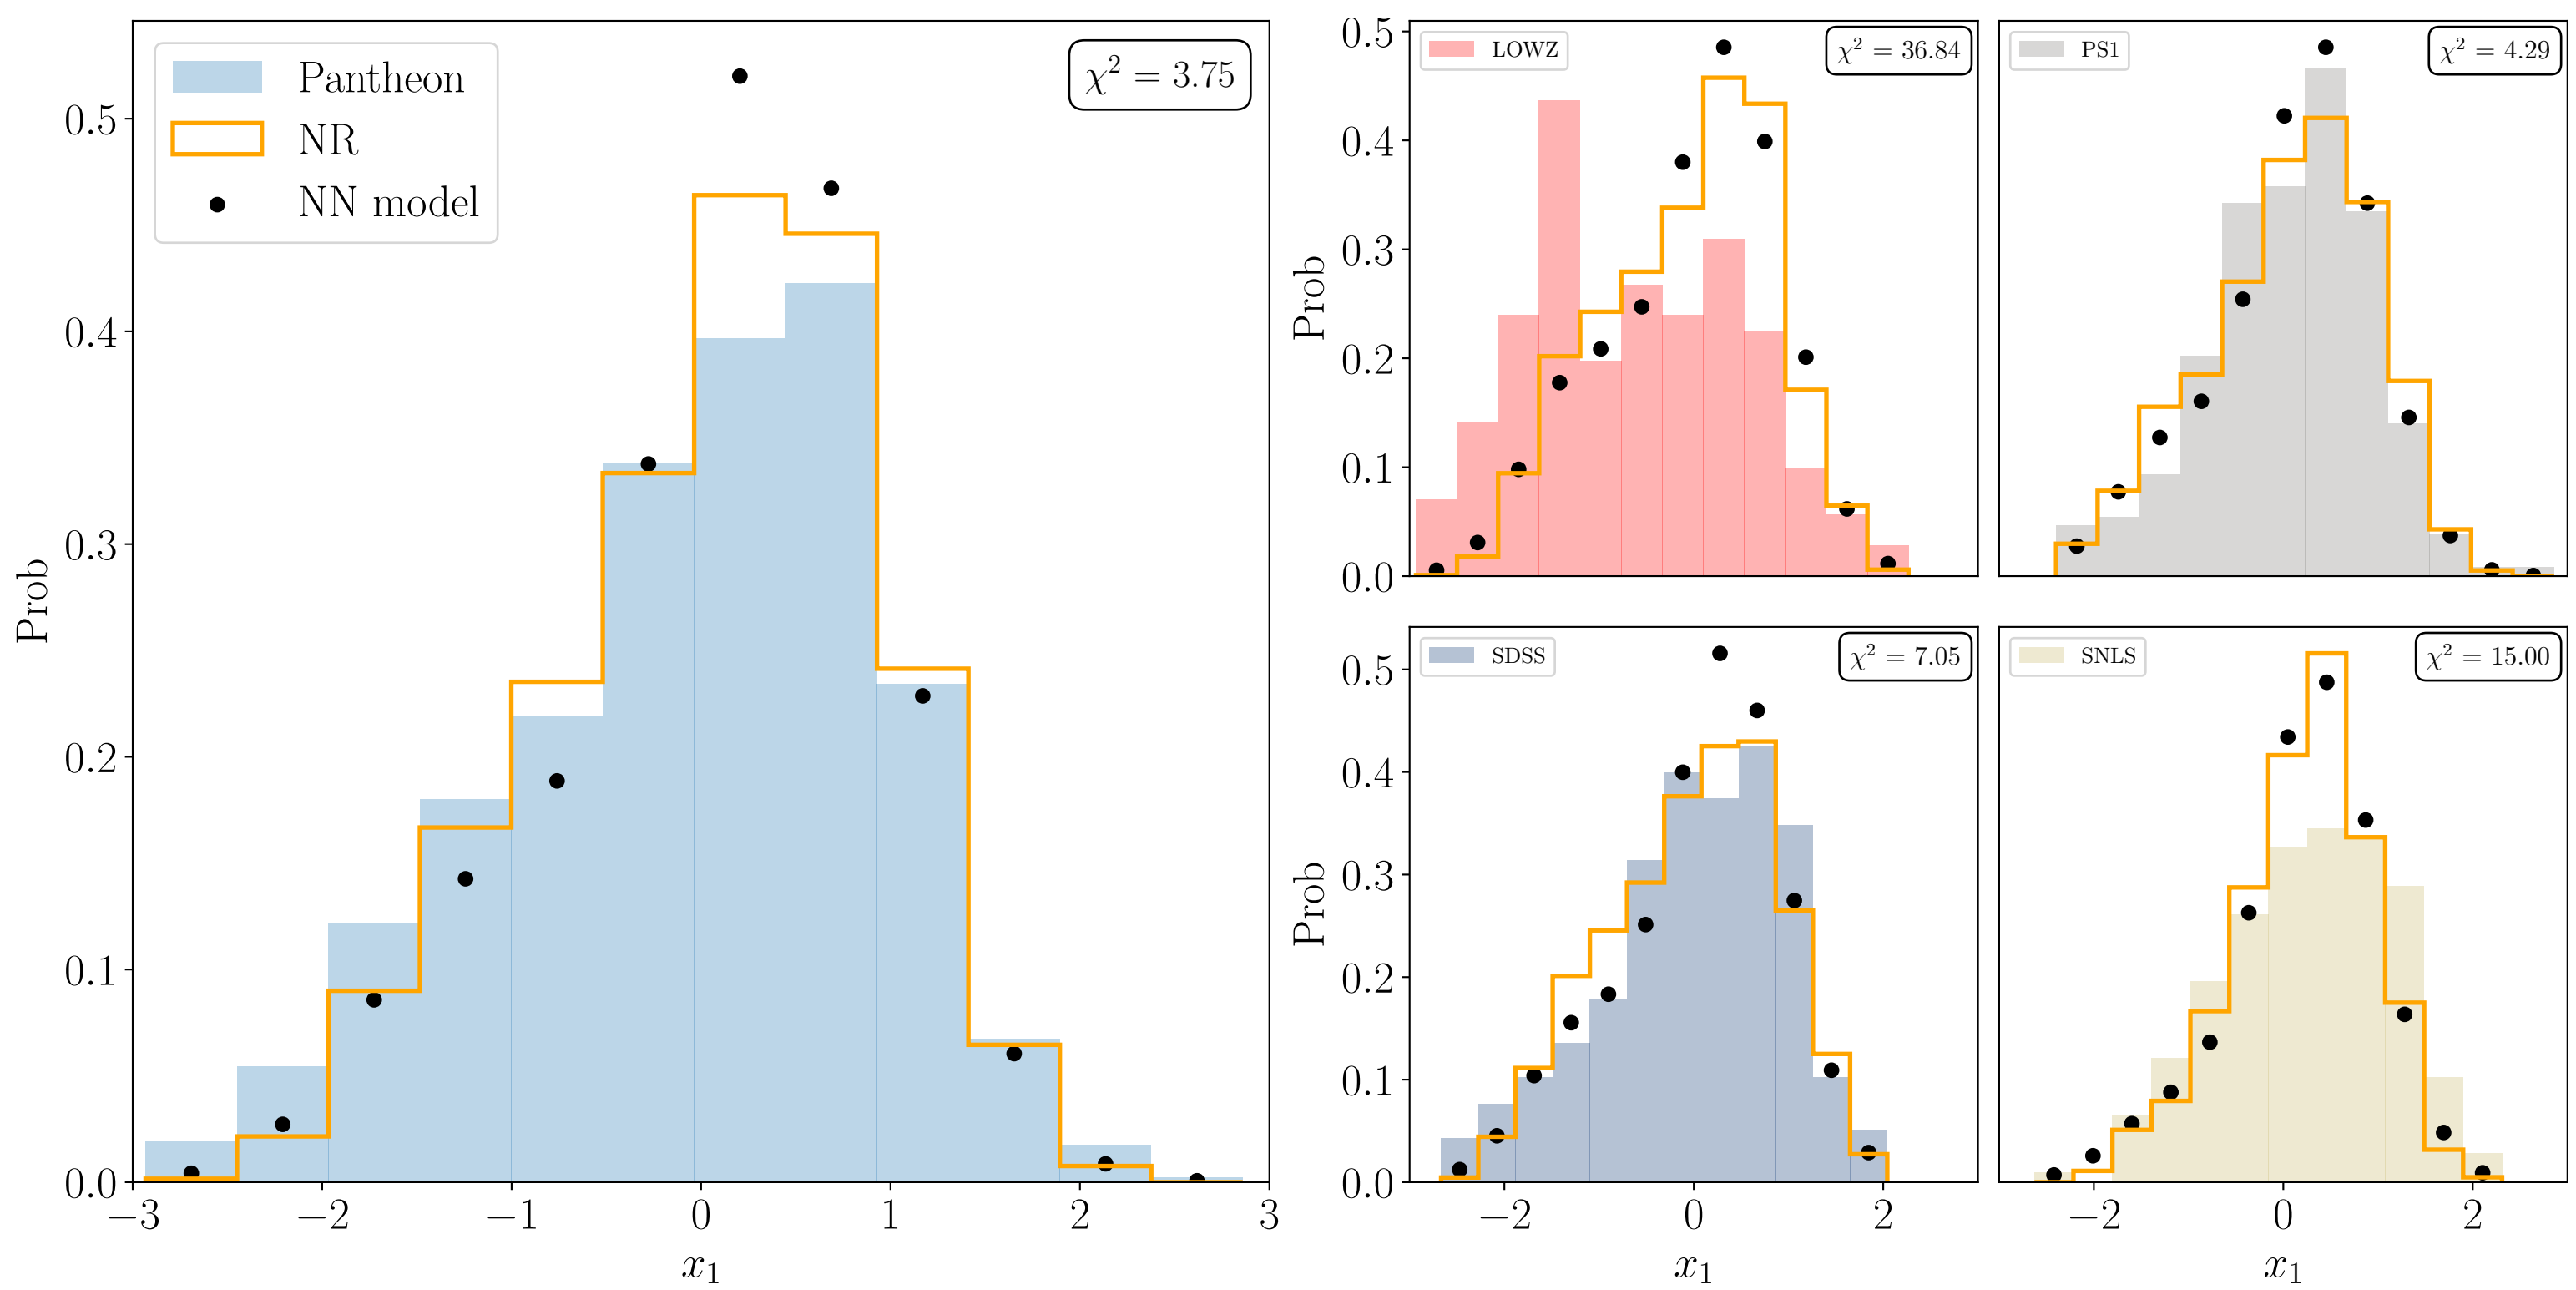 Pantheon
NR
NN model
χ² = 3.75
0.5
0.4
0.3
0.2
0.1
0.0
Prob
−3 −2 −1 0 1 2 3
x₁
LOWZ
χ² = 36.84
0.5
0.4
0.3
0.2
0.1
0.0
Prob
PS1
χ² = 4.29
SDSS
χ² = 7.05
0.5
0.4
0.3
0.2
0.1
0.0
Prob
−2 0 2
x₁
SNLS
χ² = 15.00
−2 0 2
x₁